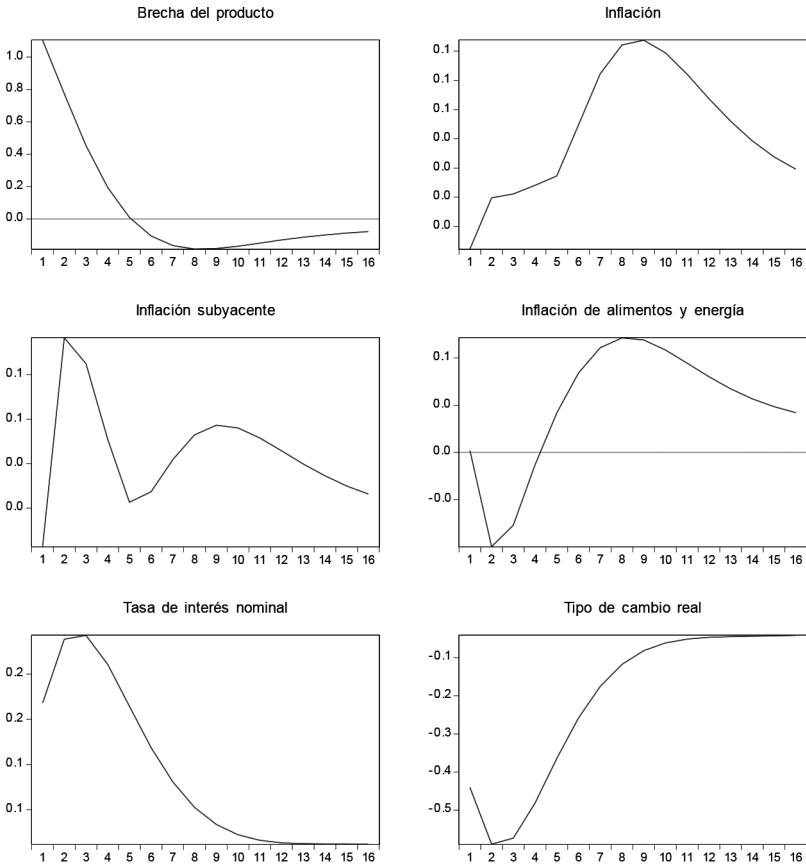 Brecha del producto
1.0
0.8
0.6
0.4
0.2
0.0
1 2 3 4 5 6 7 8 9 10 11 12 13 14 15 16
Inflación
0.1
0.1
0.1
0.0
0.0
0.0
0.0
1 2 3 4 5 6 7 8 9 10 11 12 13 14 15 16
Inflación subyacente
0.1
0.1
0.0
0.0
1 2 3 4 5 6 7 8 9 10 11 12 13 14 15 16
Inflación de alimentos y energía
0.1
0.0
0.0
-0.0
1 2 3 4 5 6 7 8 9 10 11 12 13 14 15 16
Tasa de interés nominal
0.2
0.2
0.1
0.1
1 2 3 4 5 6 7 8 9 10 11 12 13 14 15 16
Tipo de cambio real
-0.1
-0.2
-0.3
-0.4
-0.5
1 2 3 4 5 6 7 8 9 10 11 12 13 14 15 16